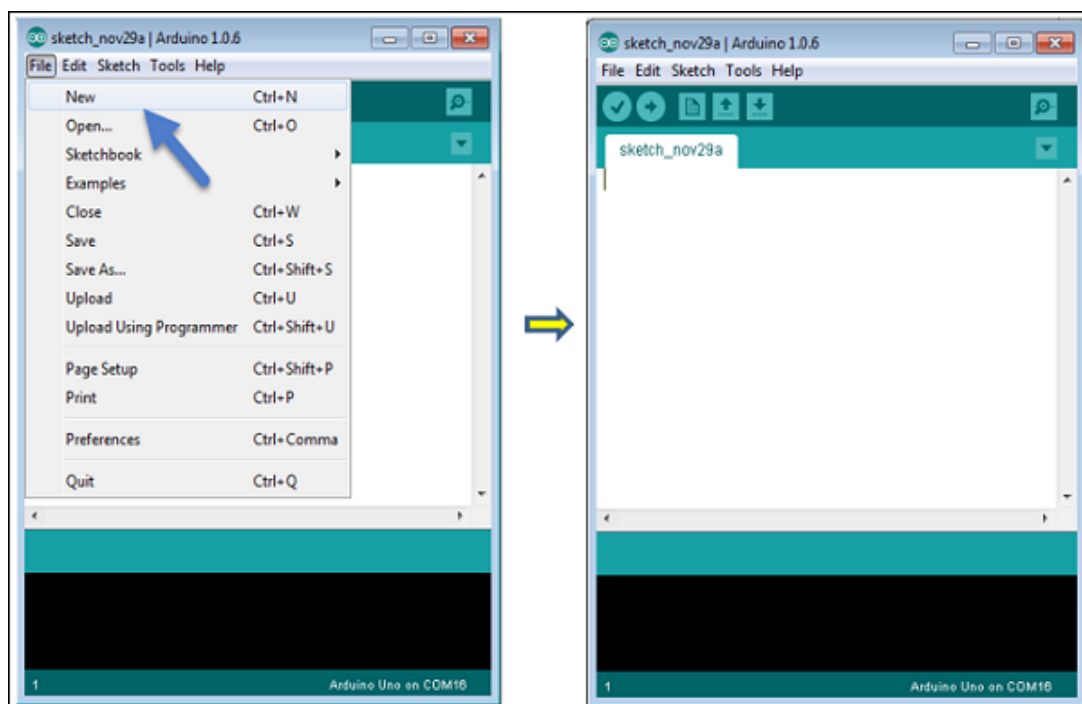 sketch_nov29a | Arduino 1.0.6
File Edit Sketch Tools Help
New Ctrl+N
Open... Ctrl+O
Sketchbook
Examples
Close Ctrl+W
Save Ctrl+S
Save As... Ctrl+Shift+S
Upload Ctrl+U
Upload Using Programmer Ctrl+Shift+U
Page Setup Ctrl+Shift+P
Print Ctrl+P
Preferences Ctrl+Comma
Quit Ctrl+Q
1 Arduino Uno on COM16
sketch_nov29a | Arduino 1.0.6
File Edit Sketch Tools Help
sketch_nov29a
1 Arduino Uno on COM16